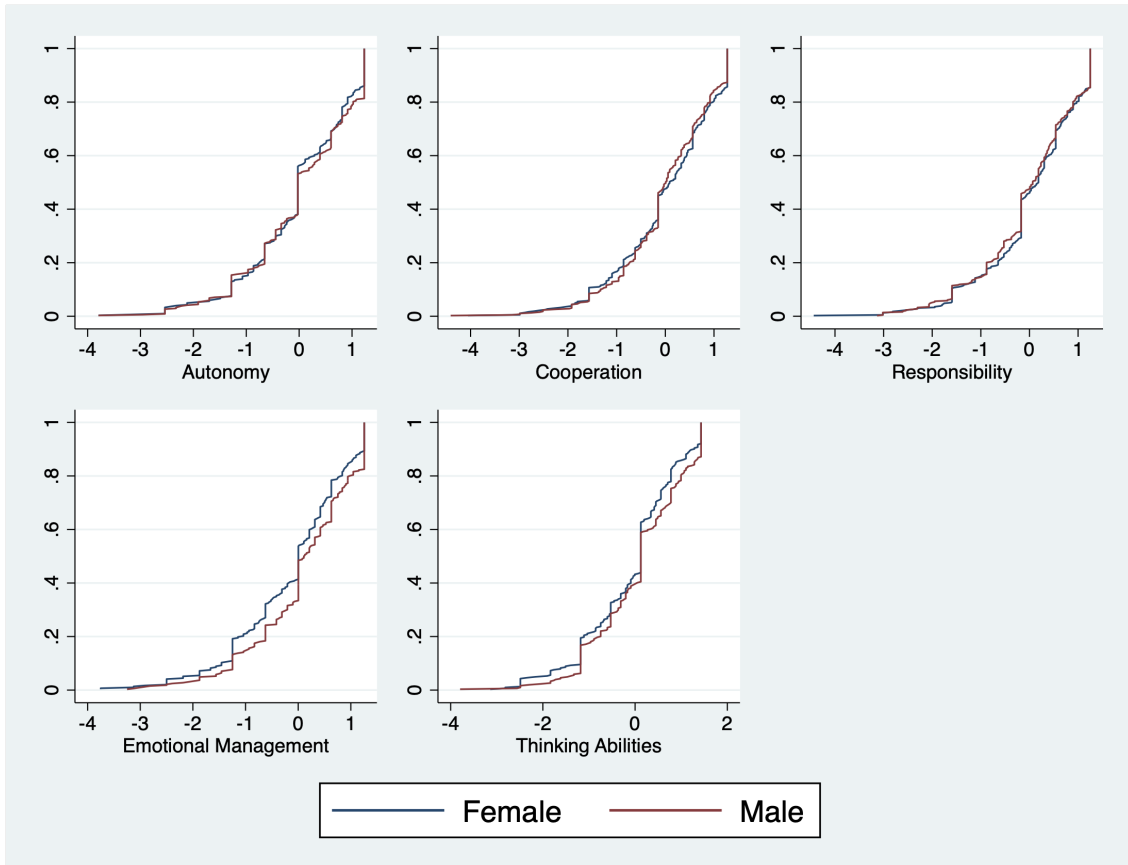 0 .2 .4 .6 .8 1
-4 -3 -2 -1 0 1
Autonomy
0 .2 .4 .6 .8 1
-4 -3 -2 -1 0 1
Cooperation
0 .2 .4 .6 .8 1
-4 -3 -2 -1 0 1
Responsibility
0 .2 .4 .6 .8 1
-4 -3 -2 -1 0 1
Emotional Management
0 .2 .4 .6 .8 1
-4 -2 0 2
Thinking Abilities
Female Male